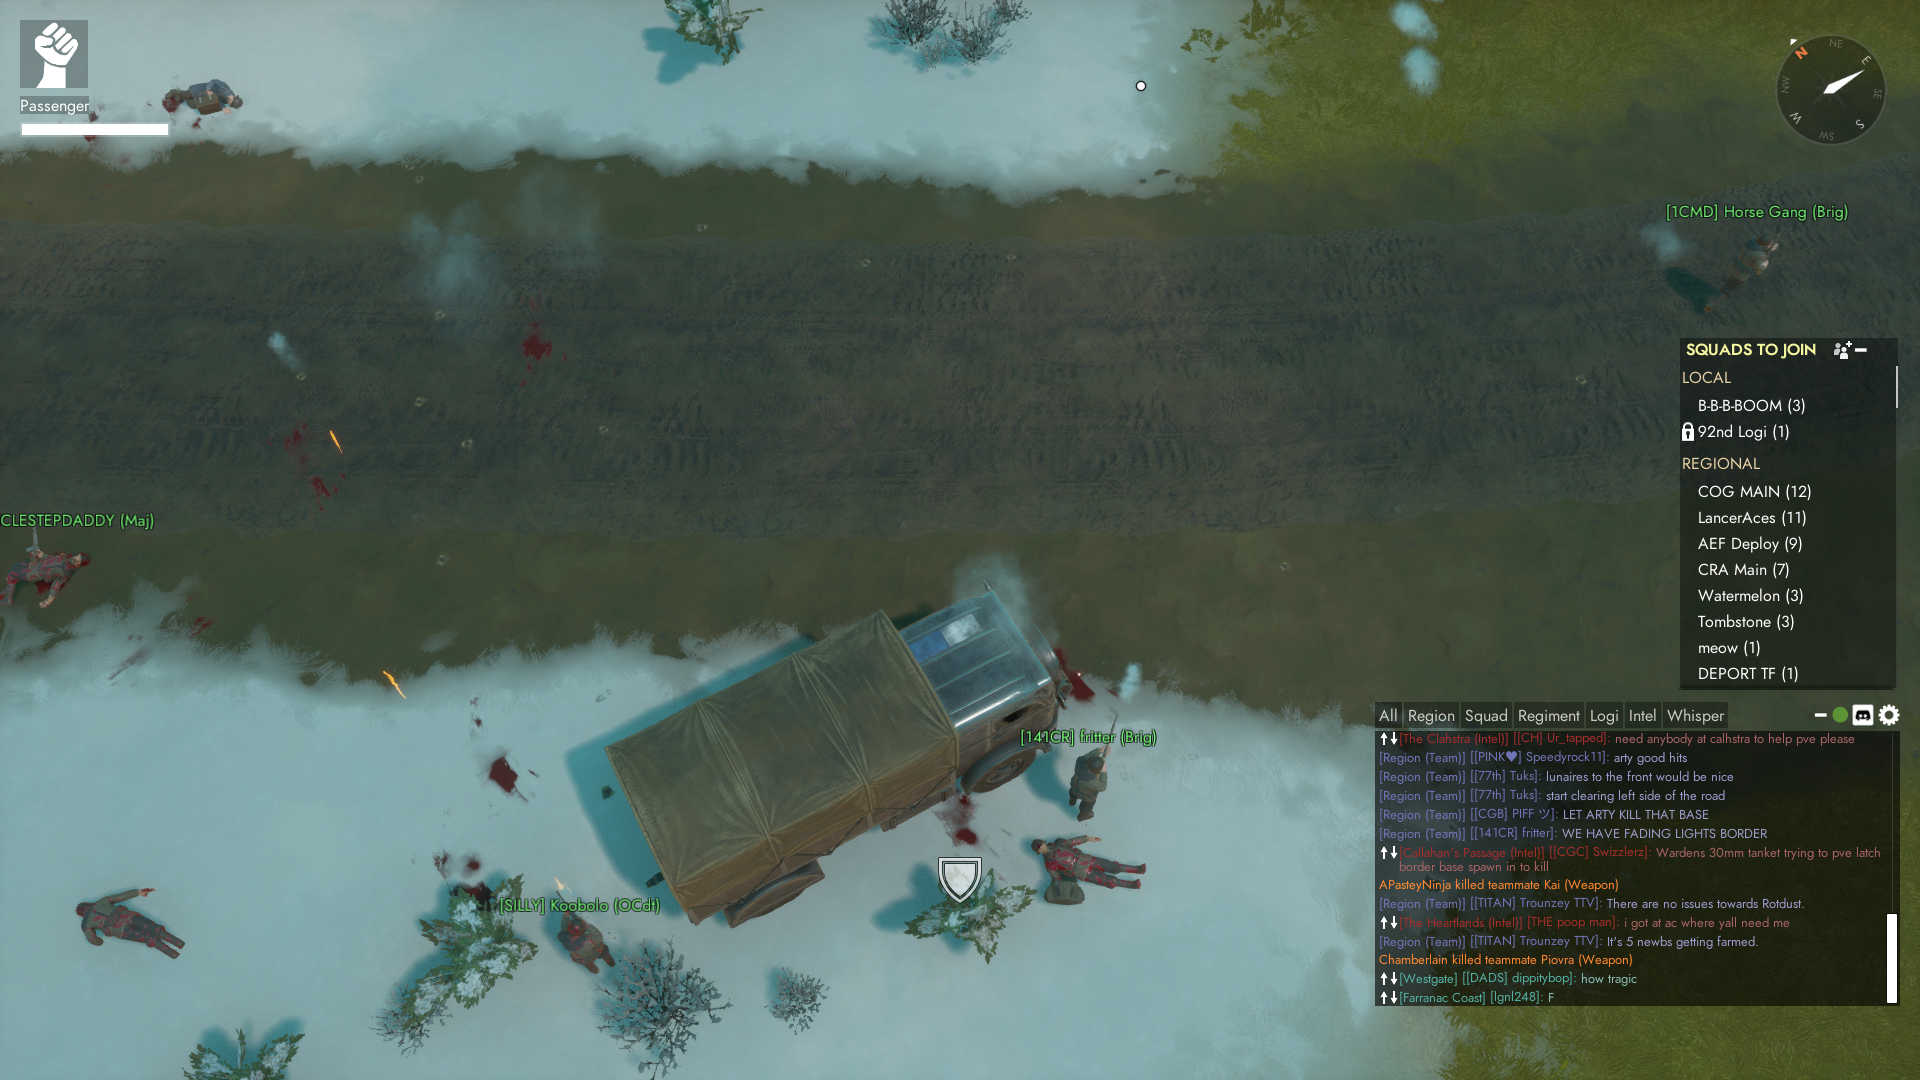 Passenger
N
NE
E
SE
S
SW
W
NW
[1CMD] Horse Gang (Brig)
SQUADS TO JOIN
LOCAL
B-B-B-BOOM (3)
92nd Logi (1)
REGIONAL
COG MAIN (12)
LancerAces (11)
AEF Deploy (9)
CRA Main (7)
Watermelon (3)
Tombstone (3)
meow (1)
DEPORT TF (1)
CLESTEPDADDY (Maj)
[141CR] fritter (Brig)
[SILLY] Koobolo (OCdt)
All Region Squad Regiment Logi Intel Whisper
[The Clahstra (Intel)] [[CH] Ur_tapped]: need anybody at calhstra to help pve please
[Region (Team)] [[PINK♥] Speedyrock11]: arty good hits
[Region (Team)] [[77th] Tuks]: lunaires to the front would be nice
[Region (Team)] [[77th] Tuks]: start clearing left side of the road
[Region (Team)] [[CGB] PIFF ツ]: LET ARTY KILL THAT BASE
[Region (Team)] [[141CR] fritter]: WE HAVE FADING LIGHTS BORDER
[Callahan's Passage (Intel)] [[CGC] Swizzlerz]: Wardens 30mm tanket trying to pve latch
border base spawn in to kill
APasteyNinja killed teammate Kai (Weapon)
[Region (Team)] [[TITAN] Trounzey TTV]: There are no issues towards Rotdust.
[The Heartlands (Intel)] [THE poop man]: i got at ac where yall need me
[Region (Team)] [[TITAN] Trounzey TTV]: It's 5 newbs getting farmed.
Chamberlain killed teammate Piovra (Weapon)
[Westgate] [[DADS] dippitybop]: how tragic
[Farranac Coast] [lgnl248]: F